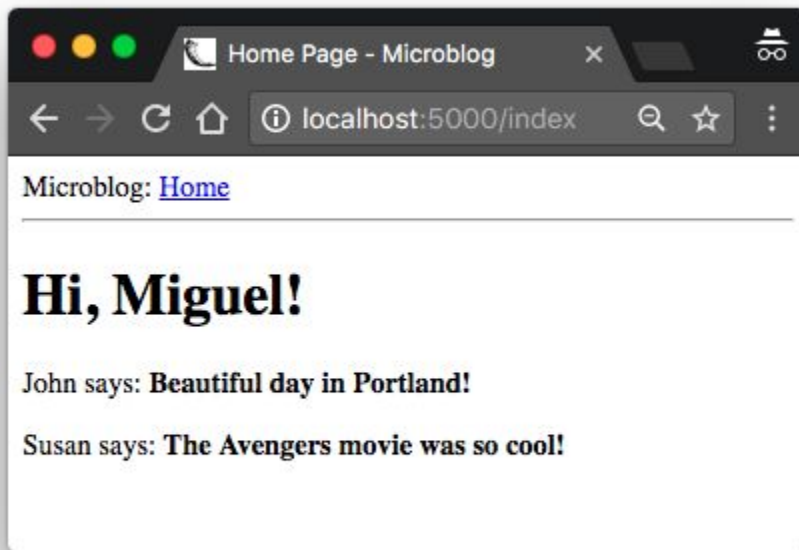 Home Page - Microblog
localhost:5000/index
Microblog: Home
Hi, Miguel!
John says: Beautiful day in Portland!
Susan says: The Avengers movie was so cool!